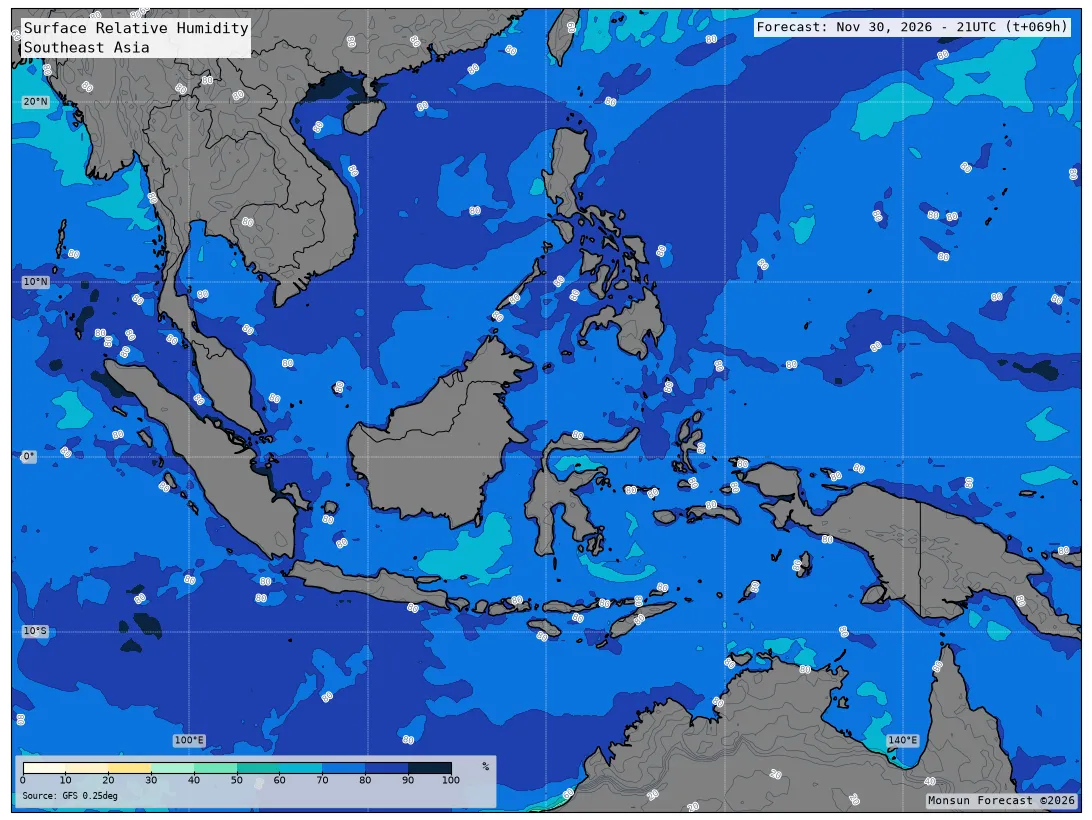 Surface Relative Humidity
Southeast Asia
Forecast: Nov 30, 2026 - 21UTC (t+069h)
20°N
10°N
0°
10°S
100°E
140°E
0 10 20 30 40 50 60 70 80 90 100 %
Source: GFS 0.25deg
Monsun Forecast ©2026